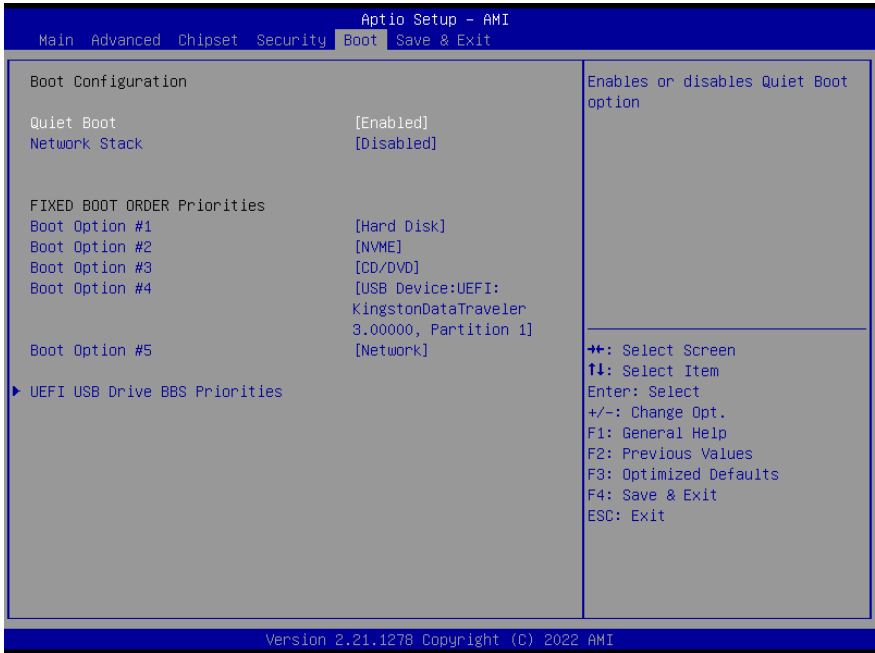 Aptio Setup – AMI
Main Advanced Chipset Security Boot Save & Exit
Boot Configuration
Quiet Boot [Enabled]
Network Stack [Disabled]
FIXED BOOT ORDER Priorities
Boot Option #1 [Hard Disk]
Boot Option #2 [NVME]
Boot Option #3 [CD/DVD]
Boot Option #4 [USB Device:UEFI:
KingstonDataTraveler
3.00000, Partition 1]
Boot Option #5 [Network]
UEFI USB Drive BBS Priorities
Enables or disables Quiet Boot
option
→←: Select Screen
↑↓: Select Item
Enter: Select
+/-: Change Opt.
F1: General Help
F2: Previous Values
F3: Optimized Defaults
F4: Save & Exit
ESC: Exit
Version 2.21.1278 Copyright (C) 2022 AMI